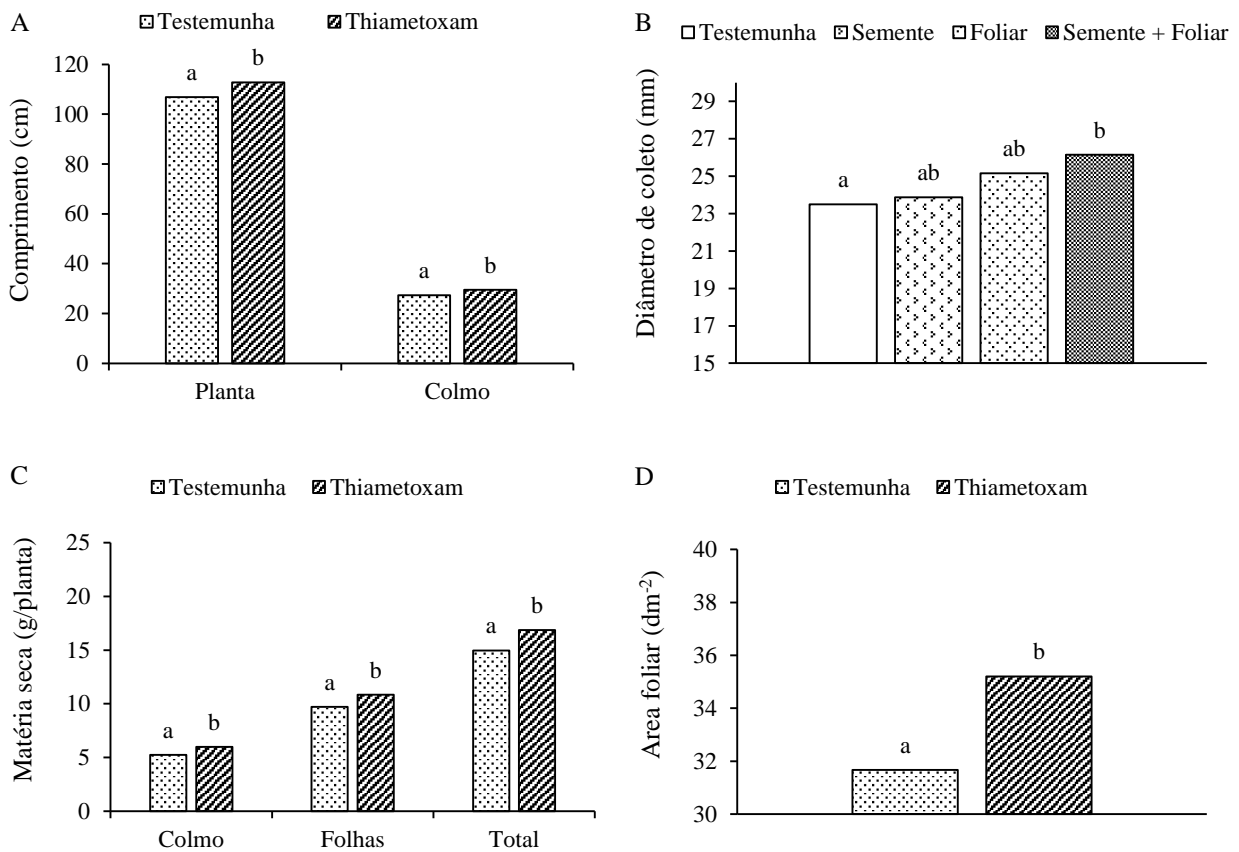 A
Testemunha Thiametoxam
Comprimento (cm)
120
100
80
60
40
20
0
a b
a b
Planta Colmo
B
Testemunha Semente Foliar Semente + Foliar
Diâmetro de coleto (mm)
29
27
25
23
21
19
17
15
a ab ab b
C
Testemunha Thiametoxam
Matéria seca (g/planta)
25
20
15
10
5
0
a b
a b
a b
Colmo Folhas Total
D
Testemunha Thiametoxam
Area foliar (dm-2)
40
38
36
34
32
30
a b